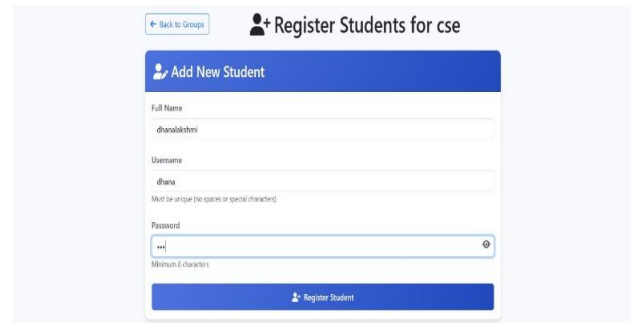 ← Back to Groups
Register Students for cse
Add New Student
Full Name
dhanalakshmi
Username
dhana
Must be unique (no spaces or special characters)
Password
•••
Minimum 6 characters
Register Student